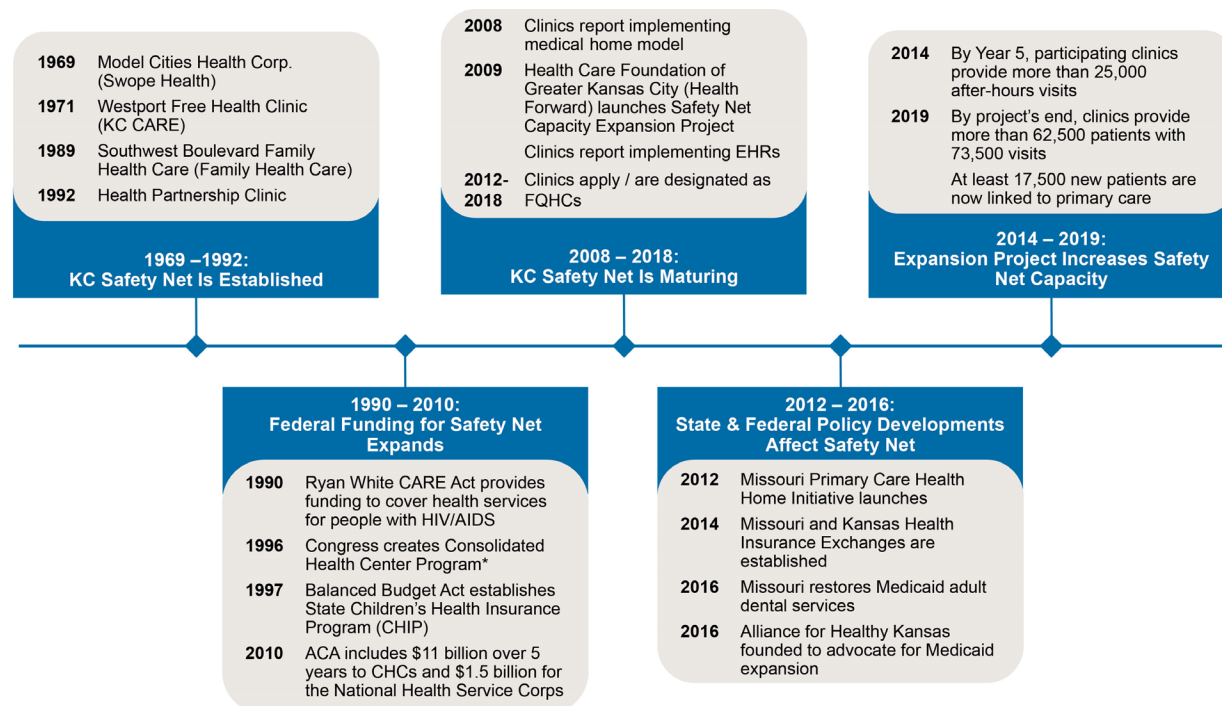 1969 Model Cities Health Corp.
(Swope Health)
1971 Westport Free Health Clinic
(KC CARE)
1989 Southwest Boulevard Family
Health Care (Family Health Care)
1992 Health Partnership Clinic
1969 –1992:
KC Safety Net Is Established
2008 Clinics report implementing
medical home model
2009 Health Care Foundation of
Greater Kansas City (Health
Forward) launches Safety Net
Capacity Expansion Project
Clinics report implementing EHRs
2012- Clinics apply / are designated as
2018 FQHCs
2008 – 2018:
KC Safety Net Is Maturing
2014 By Year 5, participating clinics
provide more than 25,000
after-hours visits
2019 By project’s end, clinics provide
more than 62,500 patients with
73,500 visits
At least 17,500 new patients are
now linked to primary care
2014 – 2019:
Expansion Project Increases Safety
Net Capacity
1990 – 2010:
Federal Funding for Safety Net
Expands
1990 Ryan White CARE Act provides
funding to cover health services
for people with HIV/AIDS
1996 Congress creates Consolidated
Health Center Program*
1997 Balanced Budget Act establishes
State Children’s Health Insurance
Program (CHIP)
2010 ACA includes $11 billion over 5
years to CHCs and $1.5 billion for
the National Health Service Corps
2012 – 2016:
State & Federal Policy Developments
Affect Safety Net
2012 Missouri Primary Care Health
Home Initiative launches
2014 Missouri and Kansas Health
Insurance Exchanges are
established
2016 Missouri restores Medicaid adult
dental services
2016 Alliance for Healthy Kansas
founded to advocate for Medicaid
expansion